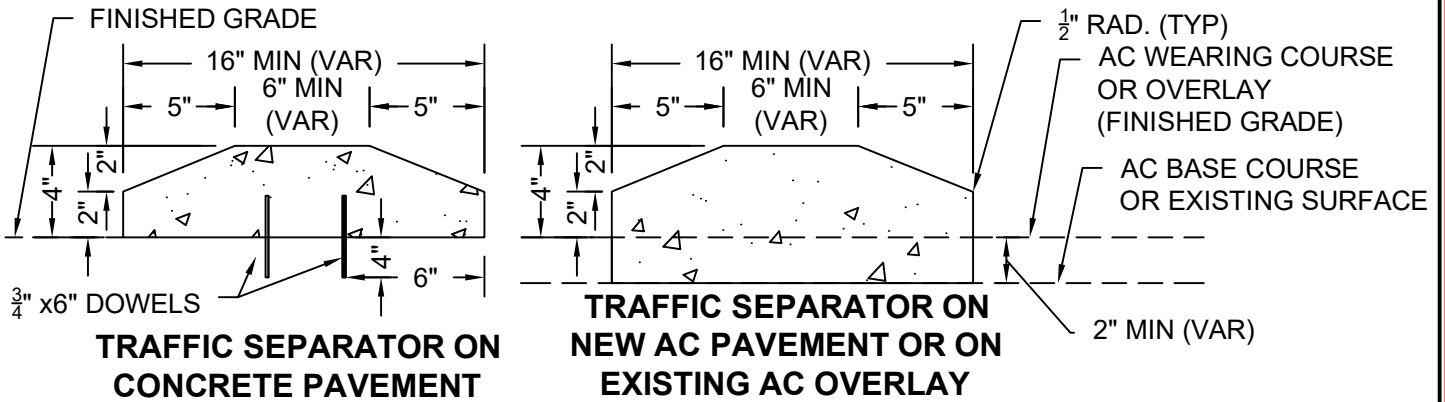 FINISHED GRADE
16" MIN (VAR)
5"
6" MIN
(VAR)
5"
4"
2"
2"
4"
6"
3/4" x6" DOWELS
TRAFFIC SEPARATOR ON
CONCRETE PAVEMENT
16" MIN (VAR)
5"
6" MIN
(VAR)
5"
4"
2"
2"
1/2" RAD. (TYP)
AC WEARING COURSE
OR OVERLAY
(FINISHED GRADE)
AC BASE COURSE
OR EXISTING SURFACE
2" MIN (VAR)
TRAFFIC SEPARATOR ON
NEW AC PAVEMENT OR ON
EXISTING AC OVERLAY